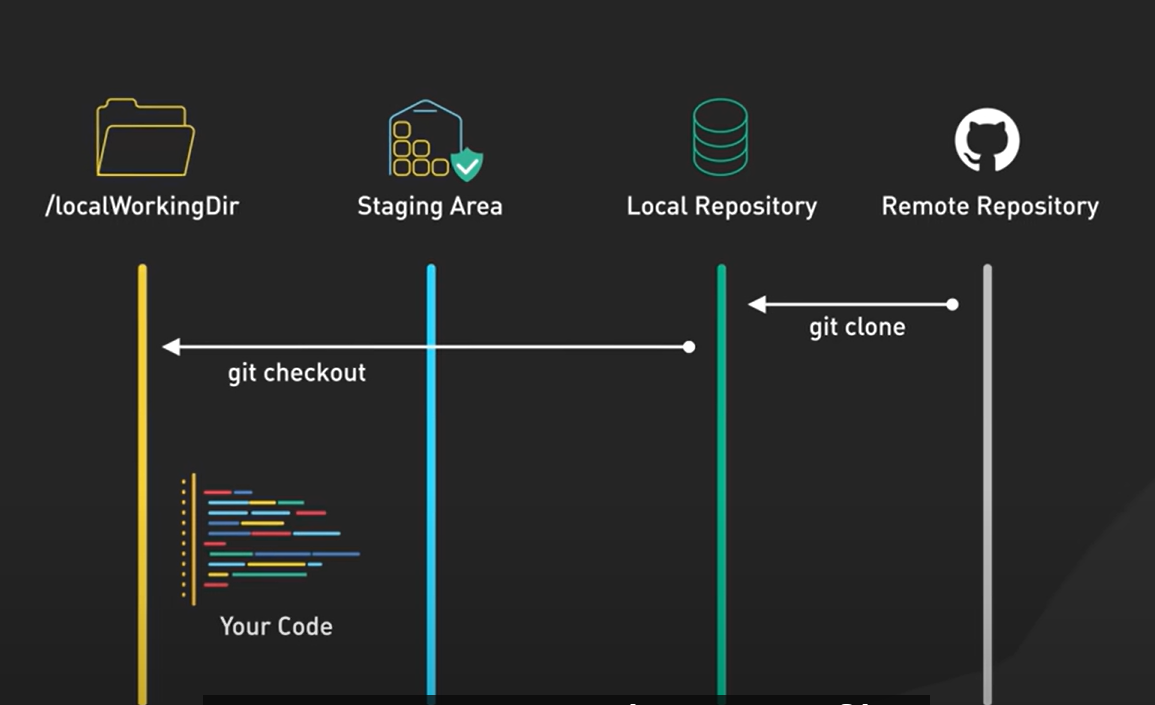 /localWorkingDir
Staging Area
Local Repository
Remote Repository
git clone
git checkout
Your Code